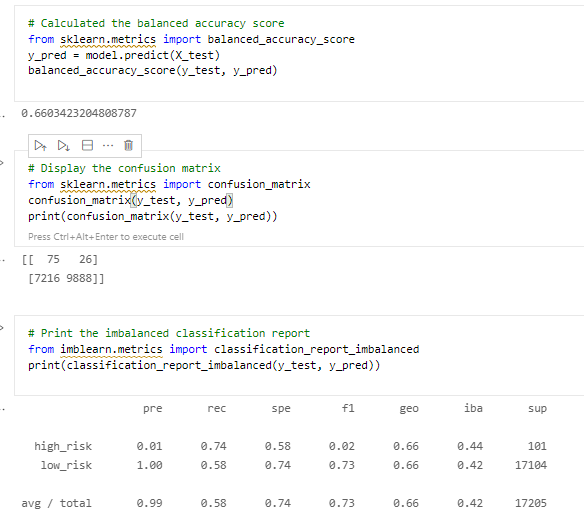 # Calculated the balanced accuracy score
from sklearn.metrics import balanced_accuracy_score
y_pred = model.predict(X_test)
balanced_accuracy_score(y_test, y_pred)
0.6603423204808787
# Display the confusion matrix
from sklearn.metrics import confusion_matrix
confusion_matrix(y_test, y_pred)
print(confusion_matrix(y_test, y_pred))
Press Ctrl+Alt+Enter to execute cell
[[  75   26]
 [7216 9888]]
# Print the imbalanced classification report
from imblearn.metrics import classification_report_imbalanced
print(classification_report_imbalanced(y_test, y_pred))
pre rec spe f1 geo iba sup
high_risk 0.01 0.74 0.58 0.02 0.66 0.44 101
low_risk 1.00 0.58 0.74 0.73 0.66 0.42 17104
avg / total 0.99 0.58 0.74 0.73 0.66 0.42 17205